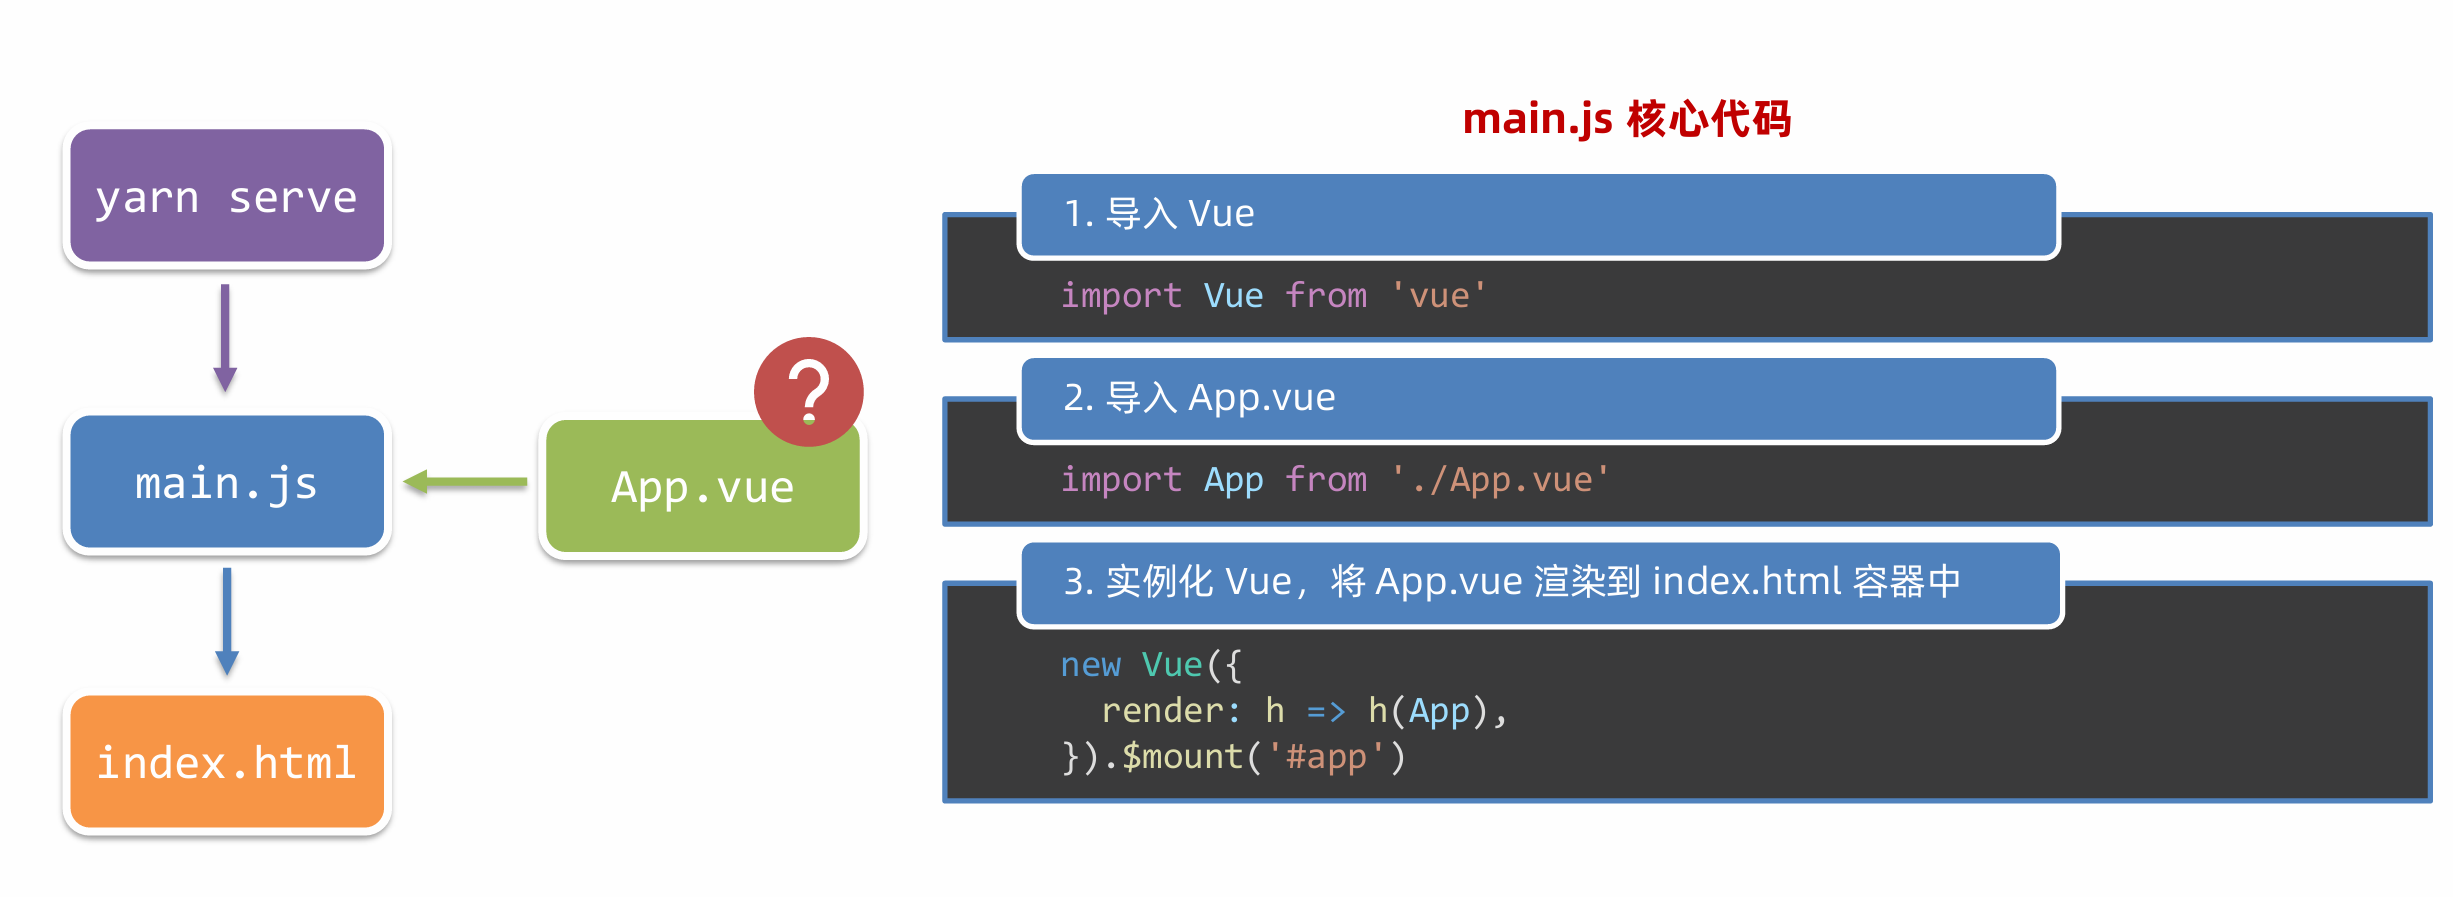 yarn serve
main.js
index.html
?
App.vue
main.js 核心代码
1. 导入 Vue
import Vue from 'vue'
2. 导入 App.vue
import App from './App.vue'
3. 实例化 Vue，将 App.vue 渲染到 index.html 容器中
new Vue({
  render: h => h(App),
}).$mount('#app')